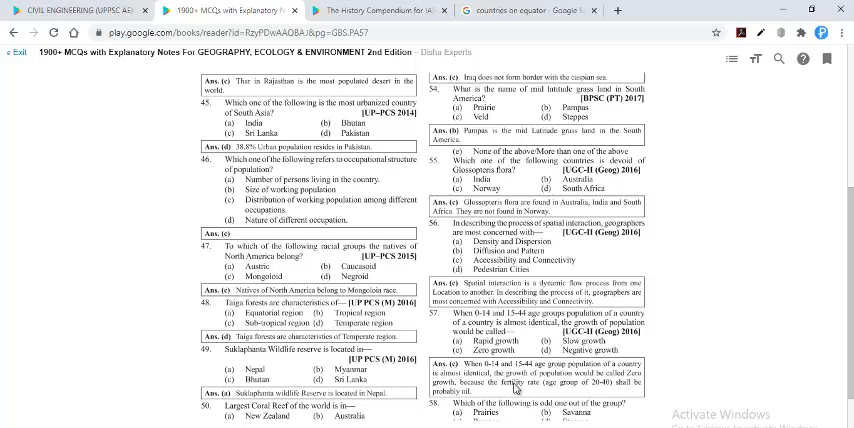 CIVIL ENGINEERING (UPPSC AE)
1900+ MCQs with Explanatory N
The History Compendium for IA
countries on equator - Google S
play.google.com/books/reader?id=RzyPDwAAQBAJ&pg=GBS.PA57
« Exit 1900+ MCQs with Explanatory Notes For GEOGRAPHY, ECOLOGY & ENVIRONMENT 2nd Edition – Disha Experts
Ans. (c) Thar in Rajasthan is the most populated desert in the
world.
45. Which one of the following is the most urbanized country
of South Asia? [UP–PCS 2014]
(a) India (b) Bhutan
(c) Sri Lanka (d) Pakistan
Ans. (d) 38.8% Urban population resides in Pakistan.
46. Which one of the following refers to occupational structure
of population?
(a) Number of persons living in the country.
(b) Size of working population
(c) Distribution of working population among different
occupations.
(d) Nature of different occupation.
Ans. (c)
47. To which of the following racial groups the natives of
North America belong? [UP–PCS 2015]
(a) Austric (b) Caucasoid
(c) Mongoloid (d) Negroid
Ans. (c) Natives of North America belong to Mongoloia race.
48. Taiga forests are characteristics of— [UP PCS (M) 2016]
(a) Equatorial region (b) Tropical region
(c) Sub-tropical region (d) Temperate region
Ans. (d) Taiga forests are characteristics of Temperate region.
49. Suklaphanta Wildlife reserve is located in—
[UP PCS (M) 2016]
(a) Nepal (b) Myanmar
(c) Bhutan (d) Sri Lanka
Ans. (a) Suklaphanta wildlife Reserve is located in Nepal.
50. Largest Coral Reef of the world is in—
(a) New Zealand (b) Australia
Ans. (c) Iraq does not form border with the caspian sea.
54. What is the name of mid latitude grass land in South
America? [BPSC (PT) 2017]
(a) Prairie (b) Pampas
(c) Veld (d) Steppes
Ans. (b) Pampas is the mid Latitude grass land in the South
America.
(e) None of the above/More than one of the above
55. Which one of the following countries is devoid of
Glossopteris flora? [UGC-II (Geog) 2016]
(a) India (b) Australia
(c) Norway (d) South Africa
Ans. (c) Glossopteris flora are found in Australia, India and South
Africa. They are not found in Norway.
56. In describing the process of spatial interaction, geographers
are most concerned with— [UGC-II (Geog) 2016]
(a) Density and Dispersion
(b) Diffusion and Pattern
(c) Accessibility and Connectivity
(d) Pedestrian Cities
Ans. (c) Spatial interaction is a dynamic flow process from one
Location to another. In describing the process of it, geographers are
most concerned with Accessibility and Connectivity.
57. When 0-14 and 15-44 age groups population of a country
of a country is almost identical, the growth of population
would be called— [UGC-II (Geog) 2016]
(a) Rapid growth (b) Slow growth
(c) Zero growth (d) Negative growth
Ans. (c) When 0-14 and 15-44 age group population of a country
is almost identical, the growth of population would be called Zero
growth, because the fertility rate (age group of 20-40) shall be
probably nil.
58. Which of the following is odd one out of the group?
(a) Prairies (b) Savanna
Activate Windows